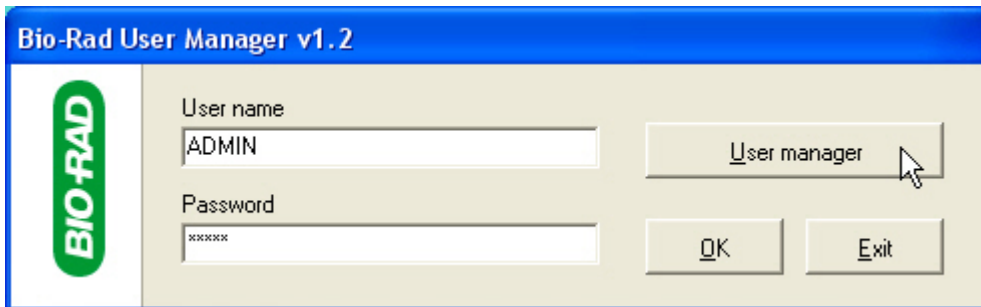 Bio-Rad User Manager v1.2
BIO-RAD
User name
ADMIN
User manager
Password
*****
OK
Exit